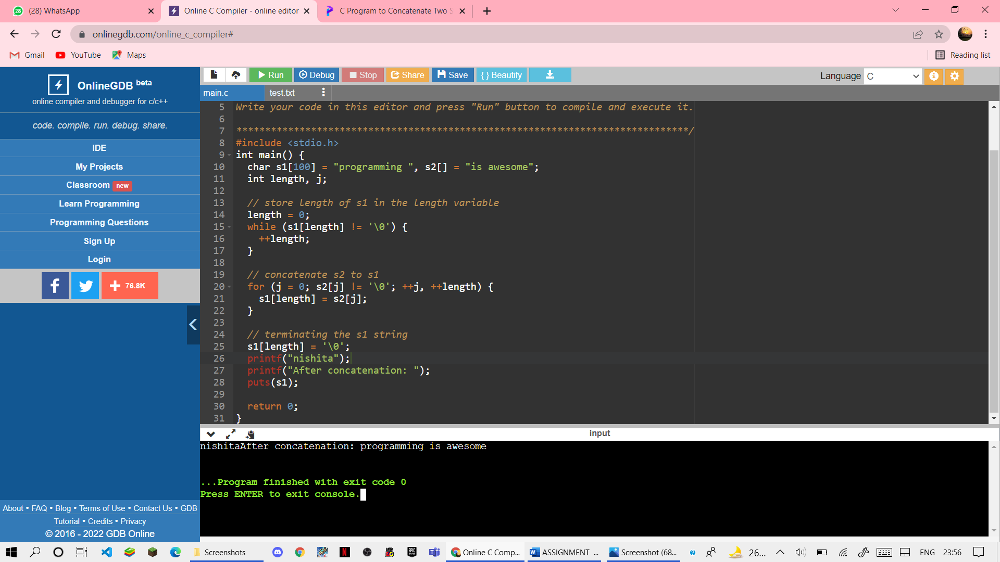 (28) WhatsApp
Online C Compiler - online editor
C Program to Concatenate Two S
onlinegdb.com/online_c_compiler#
Gmail YouTube Maps Reading list
OnlineGDB beta
online compiler and debugger for c/c++
code. compile. run. debug. share.
IDE
My Projects
Classroom new
Learn Programming
Programming Questions
Sign Up
Login
76.8K
About • FAQ • Blog • Terms of Use • Contact Us • GDB
Tutorial • Credits • Privacy
© 2016 - 2022 GDB Online
Run Debug Stop Share Save { } Beautify Language C
main.c test.txt
5 Write your code in this editor and press "Run" button to compile and execute it.
6
7 *******************************************************************************/
8 #include <stdio.h>
9 int main() {
10 char s1[100] = "programming ", s2[] = "is awesome";
11 int length, j;
12
13 // store length of s1 in the length variable
14 length = 0;
15 while (s1[length] != '\0') {
16 ++length;
17 }
18
19 // concatenate s2 to s1
20 for (j = 0; s2[j] != '\0'; ++j, ++length) {
21 s1[length] = s2[j];
22 }
23
24 // terminating the s1 string
25 s1[length] = '\0';
26 printf("nishita");
27 printf("After concatenation: ");
28 puts(s1);
29
30 return 0;
31 }
input
nishitaAfter concatenation: programming is awesome
...Program finished with exit code 0
Press ENTER to exit console.
Screenshots Online C Comp... ASSIGNMENT ... Screenshot (68... 26... ENG 23:56